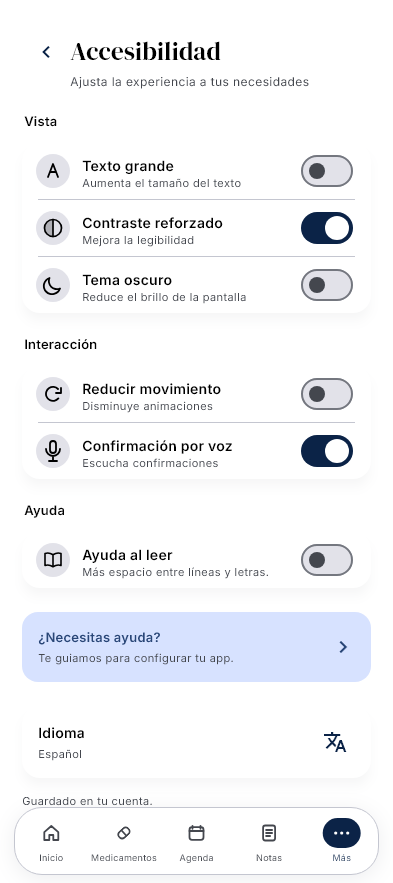 Accesibilidad
Ajusta la experiencia a tus necesidades
Vista
Texto grande
Aumenta el tamaño del texto
Contraste reforzado
Mejora la legibilidad
Tema oscuro
Reduce el brillo de la pantalla
Interacción
Reducir movimiento
Disminuye animaciones
Confirmación por voz
Escucha confirmaciones
Ayuda
Ayuda al leer
Más espacio entre líneas y letras.
¿Necesitas ayuda?
Te guiamos para configurar tu app.
Idioma
Español
Guardado en tu cuenta.
Inicio Medicamentos Agenda Notas Más